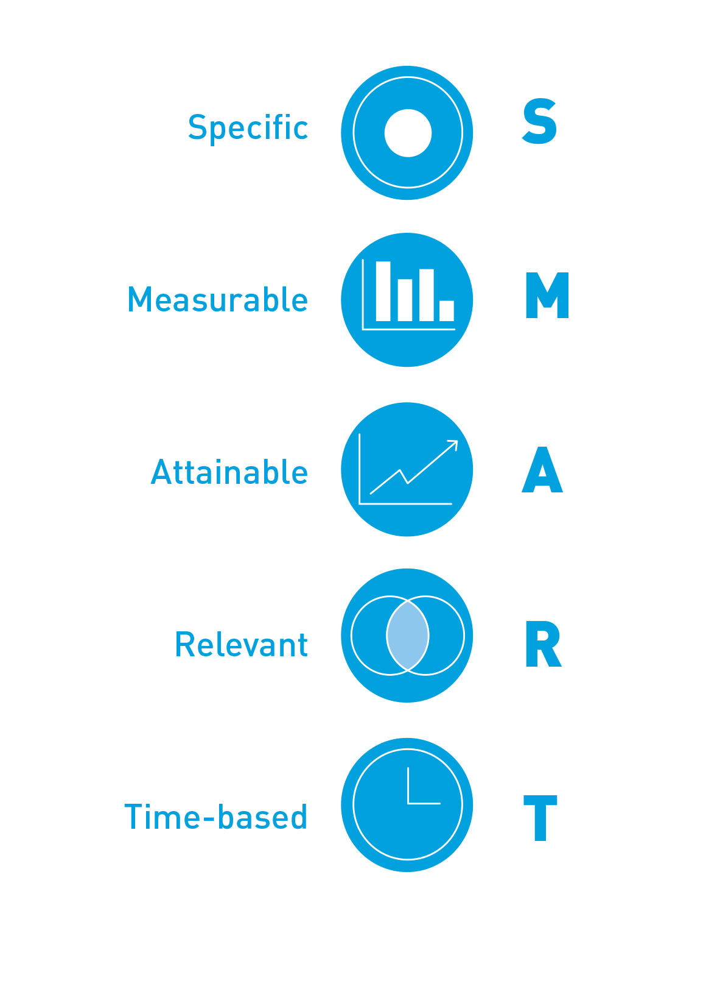 Specific
S
Measurable
M
Attainable
A
Relevant
R
Time-based
T